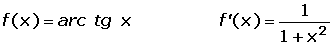 f(x)=arc tg x f'(x)=1/(1+x²)